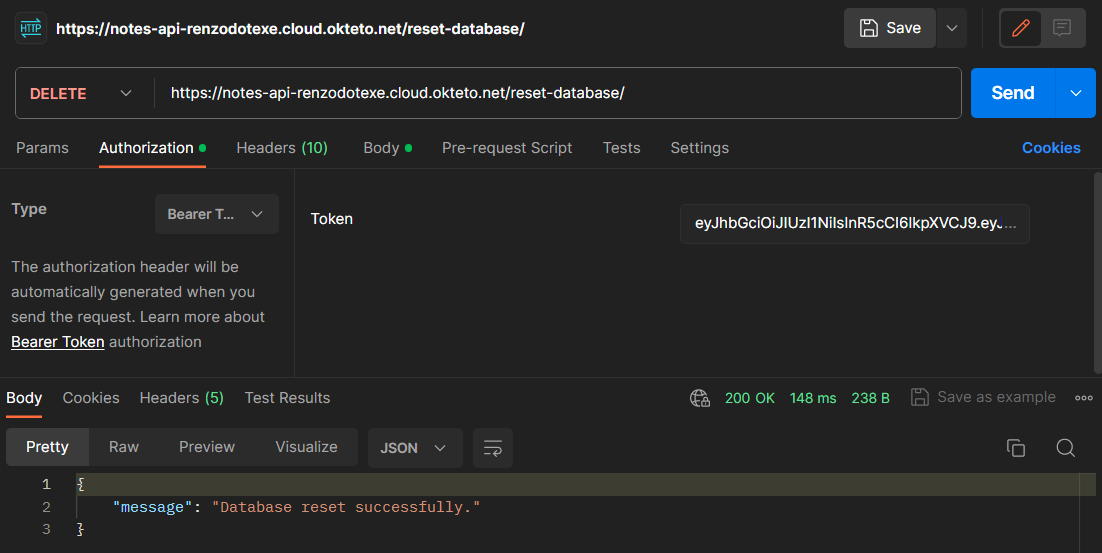 HTTP https://notes-api-renzodotexe.cloud.okteto.net/reset-database/ Save
DELETE https://notes-api-renzodotexe.cloud.okteto.net/reset-database/ Send
Params Authorization Headers (10) Body Pre-request Script Tests Settings Cookies
Type Bearer T...
Token eyJhbGciOiJIUzI1NiIsInR5cCI6IkpXVCJ9.eyJ...
The authorization header will be
automatically generated when you
send the request. Learn more about
Bearer Token authorization
Body Cookies Headers (5) Test Results 200 OK 148 ms 238 B Save as example
Pretty Raw Preview Visualize JSON
1 {
2 "message": "Database reset successfully."
3 }